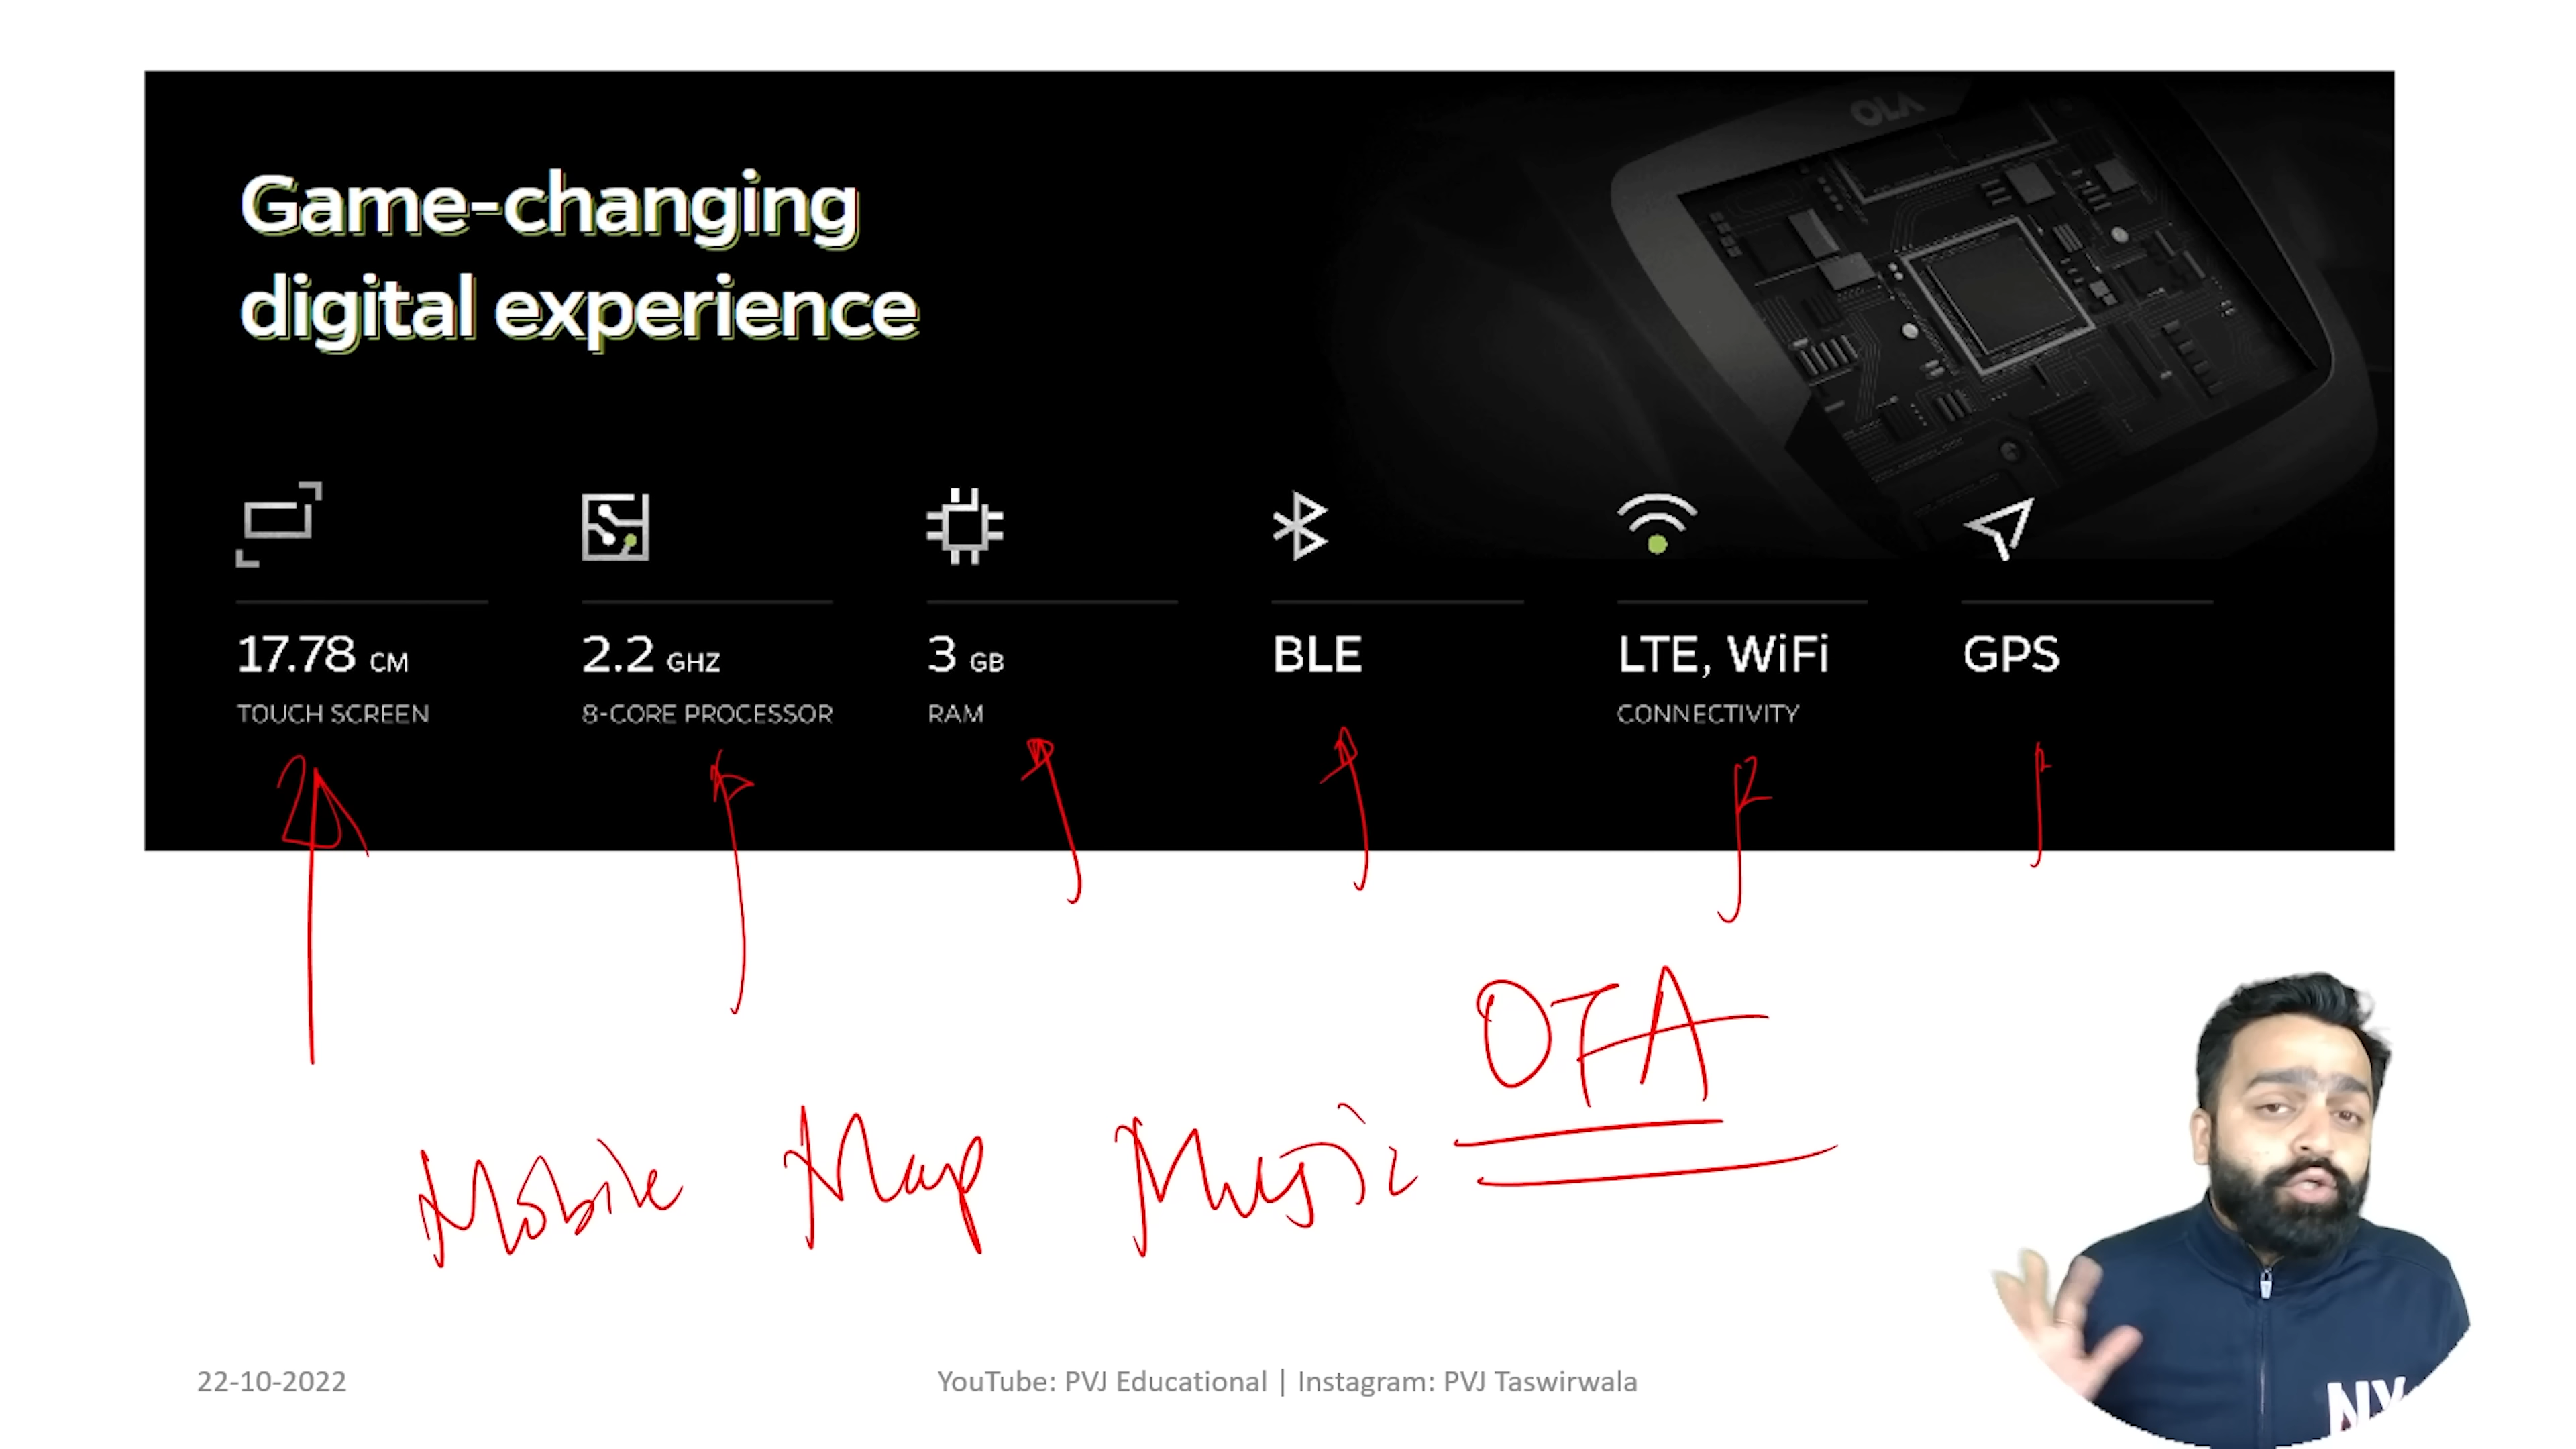 OLA
Game-changing
digital experience
17.78 CM
TOUCH SCREEN
2.2 GHZ
8-CORE PROCESSOR
3 GB
RAM
BLE
LTE, WiFi
CONNECTIVITY
GPS
OTA
Mobile Map Music
22-10-2022
YouTube: PVJ Educational | Instagram: PVJ Taswirwala
NY